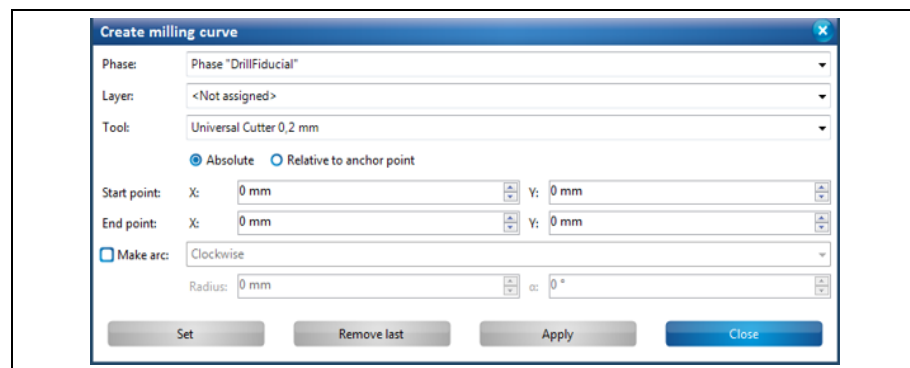 Create milling curve
Phase: Phase "DrillFiducial"
Layer: <Not assigned>
Tool: Universal Cutter 0,2 mm
Absolute Relative to anchor point
Start point: X: 0 mm Y: 0 mm
End point: X: 0 mm Y: 0 mm
Make arc: Clockwise
Radius: 0 mm α: 0 °
Set Remove last Apply Close